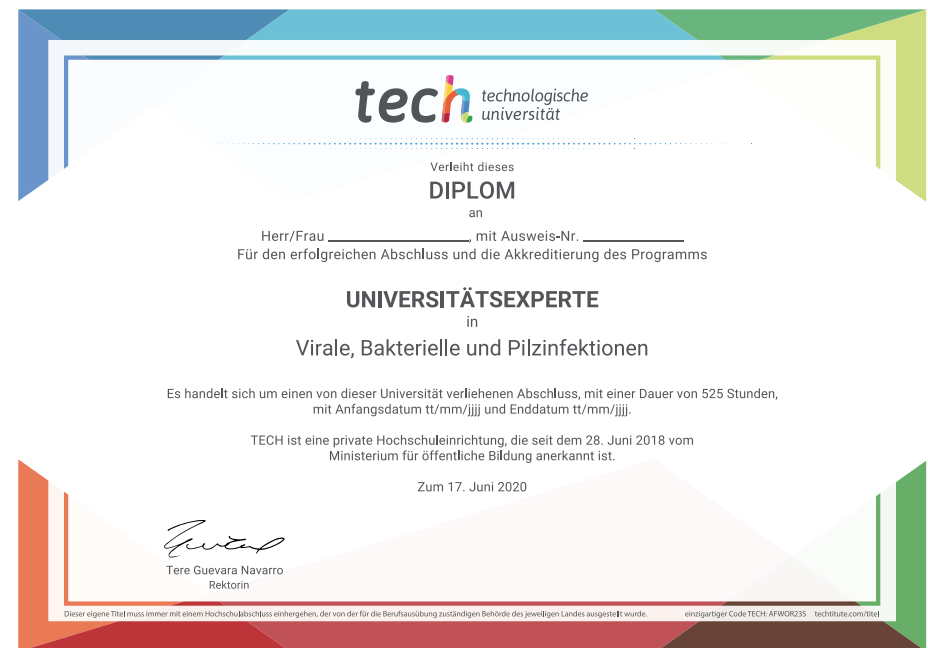 tech technologische
universität
Verleiht dieses
DIPLOM
an
Herr/Frau ____________________, mit Ausweis-Nr. ______________
Für den erfolgreichen Abschluss und die Akkreditierung des Programms
UNIVERSITÄTSEXPERTE
in
Virale, Bakterielle und Pilzinfektionen
Es handelt sich um einen von dieser Universität verliehenen Abschluss, mit einer Dauer von 525 Stunden,
mit Anfangsdatum tt/mm/jjjj und Enddatum tt/mm/jjjj.
TECH ist eine private Hochschuleinrichtung, die seit dem 28. Juni 2018 vom
Ministerium für öffentliche Bildung anerkannt ist.
Zum 17. Juni 2020
Tere Guevara Navarro
Rektorin
Dieser eigene Titel muss immer mit einem Hochschulabschluss einhergehen, der von der für die Berufsausübung zuständigen Behörde des jeweiligen Landes ausgestellt wurde. einzigartiger Code TECH: AFWOR23S techtitute.com/titel